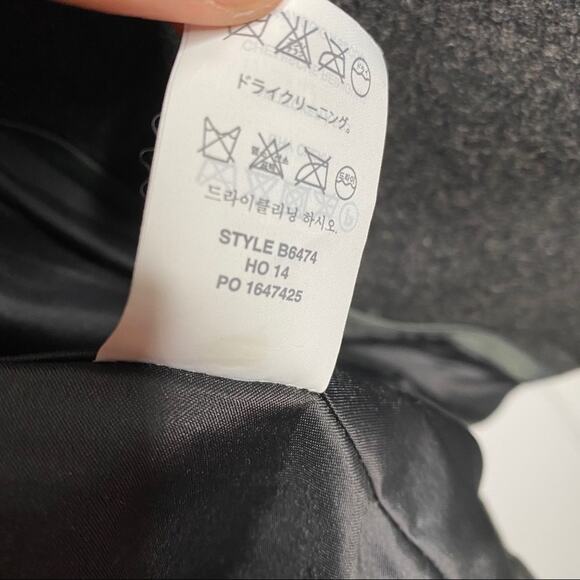 ドライクリーニング。
드라이클리닝 하시오.
STYLE B6474
HO 14
PO 1647425